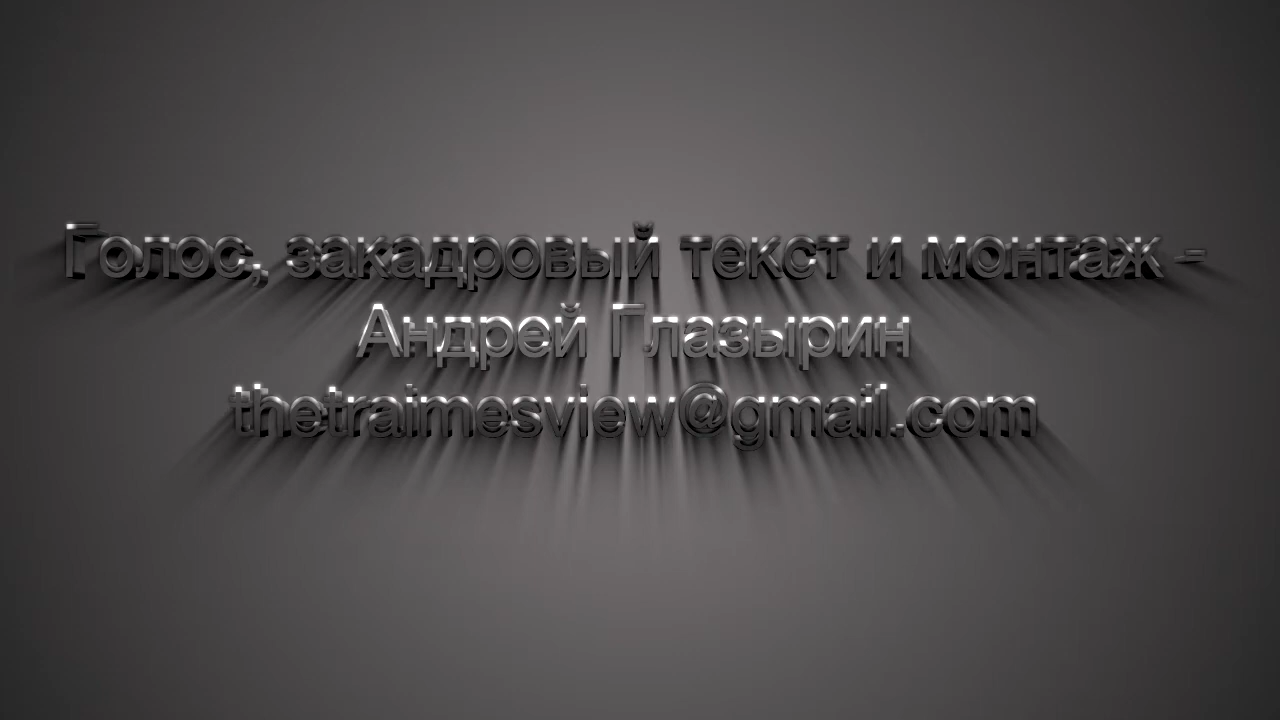 Голос, закадровый текст и монтаж -
Андрей Глазырин
thetraimesview@gmail.com